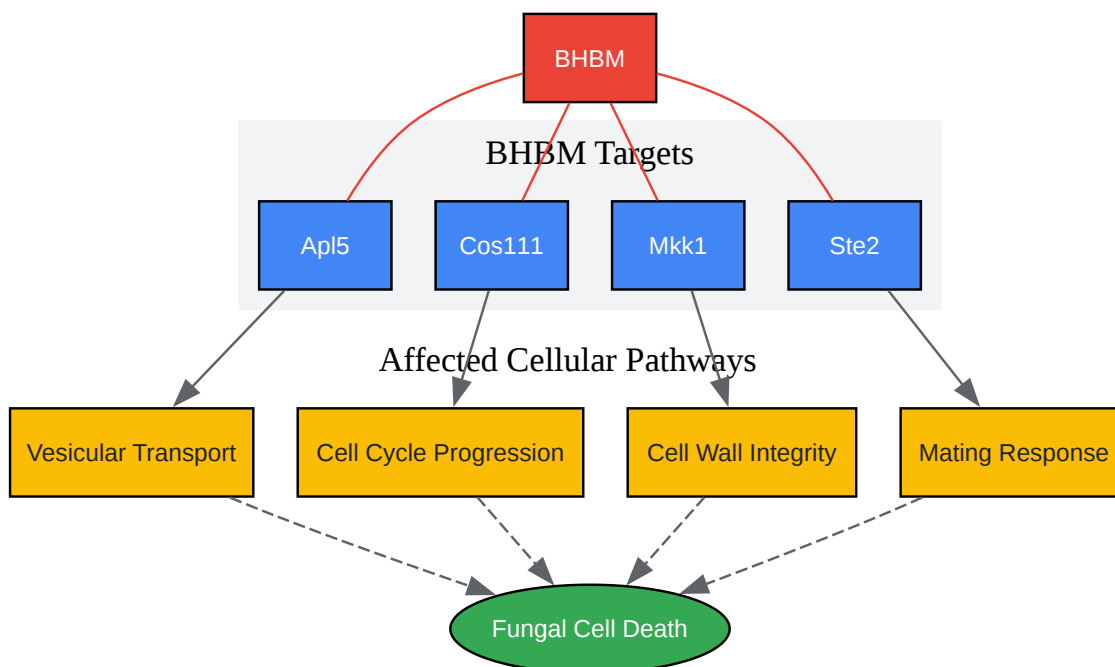 BHBM
BHBM Targets
Apl5
Cos111
Mkk1
Ste2
Affected Cellular Pathways
Vesicular Transport
Cell Cycle Progression
Cell Wall Integrity
Mating Response
Fungal Cell Death